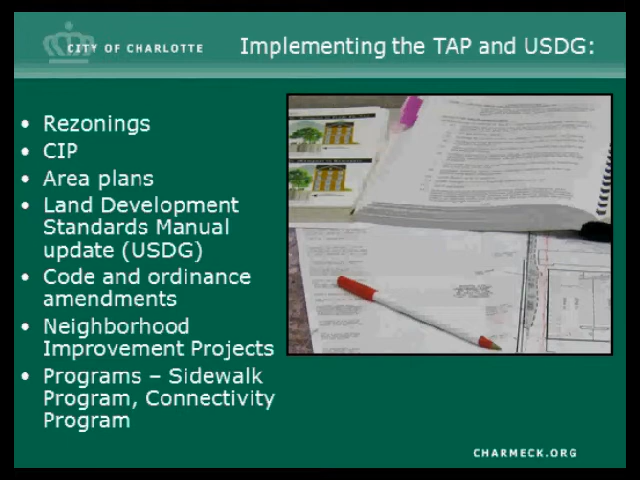 CITY OF CHARLOTTE
Implementing the TAP and USDG:
• Rezonings
• CIP
• Area plans
• Land Development
Standards Manual
update (USDG)
• Code and ordinance
amendments
• Neighborhood
Improvement Projects
• Programs – Sidewalk
Program, Connectivity
Program
CHARMECK.ORG